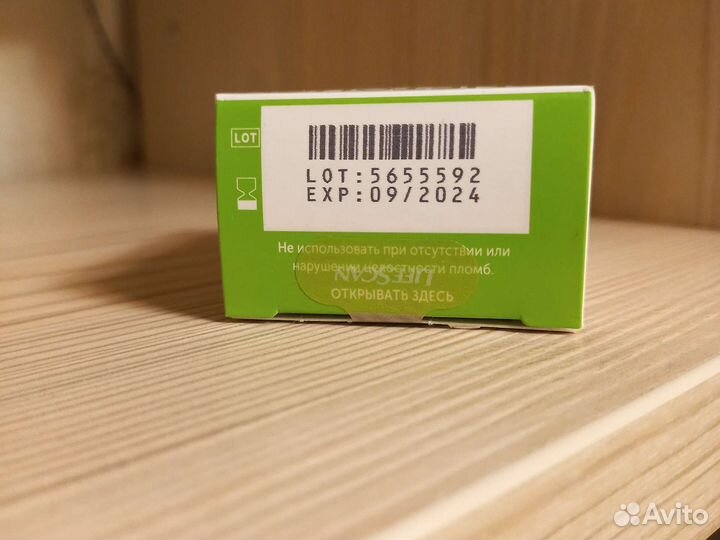 LOT
LOT:5655592
EXP:09/2024
Не использовать при отсутствии или
нарушении целостности пломб.
LIFESCAN
ОТКРЫВАТЬ ЗДЕСЬ
Avito